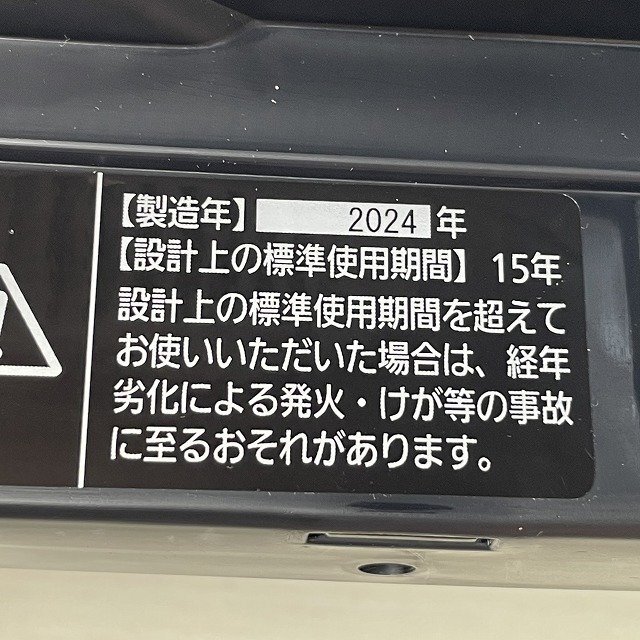 【製造年】 2024 年
【設計上の標準使用期間】 15年
設計上の標準使用期間を超えて
お使いいただいた場合は、経年
劣化による発火・けが等の事故
に至るおそれがあります。